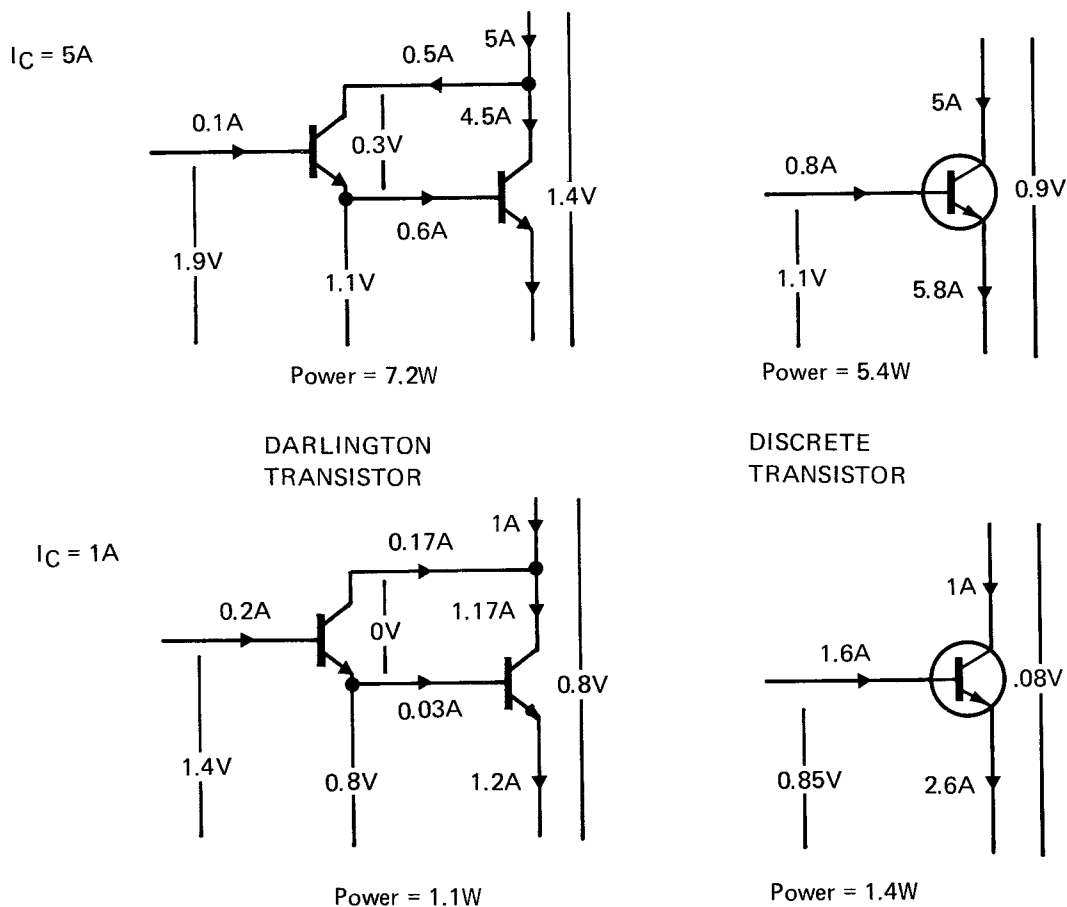 I_C = 5A
0.5A
5A
0.1A
0.3V
4.5A
1.4V
0.6A
1.9V
1.1V
Power = 7.2W
5A
0.8A
0.9V
1.1V
5.8A
Power = 5.4W
DARLINGTON
TRANSISTOR
DISCRETE
TRANSISTOR
I_C = 1A
1A
0.17A
0.2A
0V
1.17A
0.8V
0.03A
1.4V
0.8V
1.2A
Power = 1.1W
1A
1.6A
.08V
0.85V
2.6A
Power = 1.4W